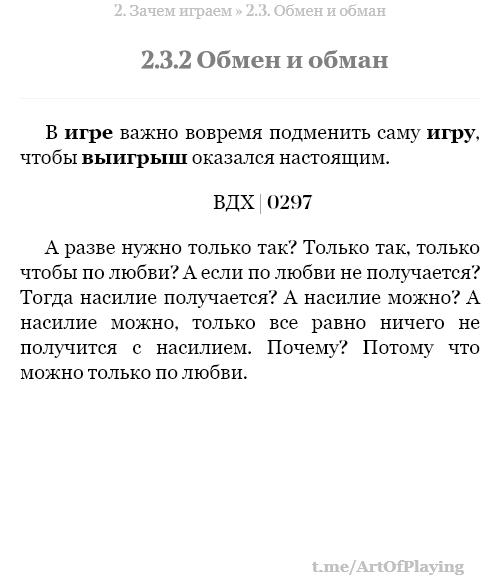 2. Зачем играем » 2.3. Обмен и обман
2.3.2 Обмен и обман
В игре важно вовремя подменить саму игру,
чтобы выигрыш оказался настоящим.
ВДХ | 0297
А разве нужно только так? Только так, только
чтобы по любви? А если по любви не получается?
Тогда насилие получается? А насилие можно? А
насилие можно, только все равно ничего не
получится с насилием. Почему? Потому что
можно только по любви.
t.me/ArtOfPlaying